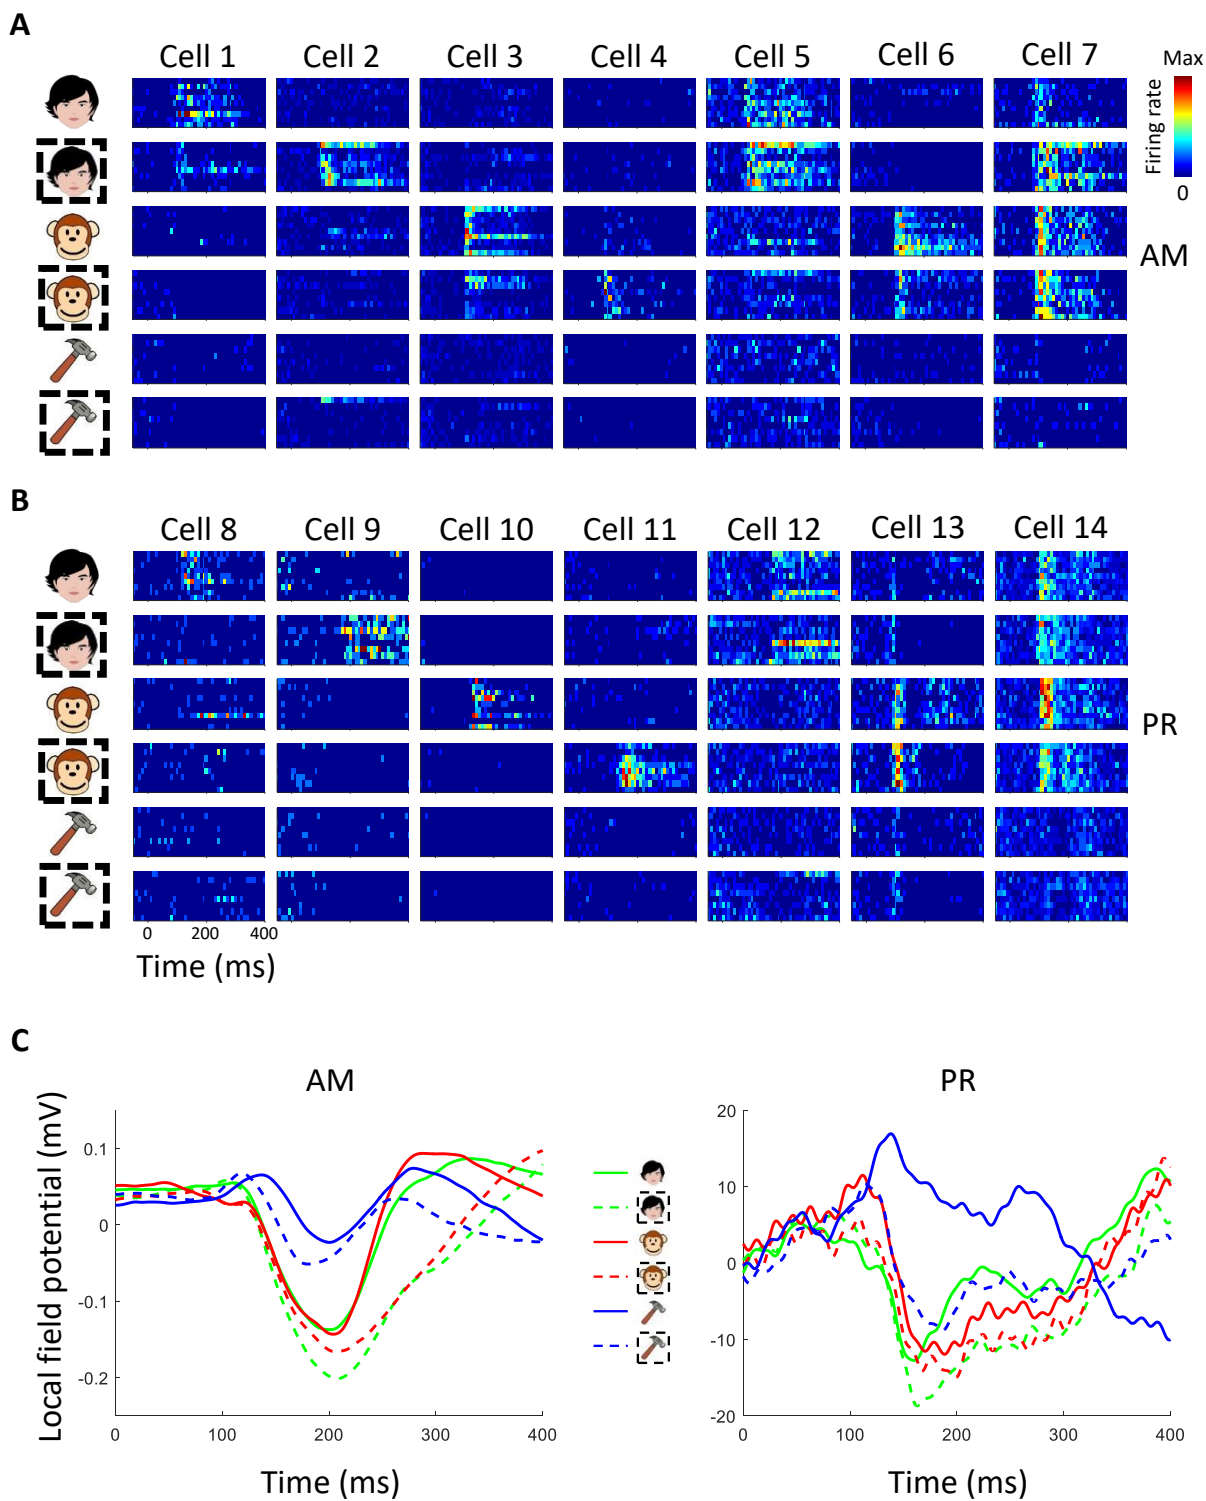 A
Cell 1 Cell 2 Cell 3 Cell 4 Cell 5 Cell 6 Cell 7
Max
Firing rate
0
AM
B
Cell 8 Cell 9 Cell 10 Cell 11 Cell 12 Cell 13 Cell 14
PR
0 200 400
Time (ms)
C
AM
Local field potential (mV)
0.1
0
-0.1
-0.2
0 100 200 300 400
Time (ms)
PR
20
10
0
-10
-20
0 100 200 300 400
Time (ms)